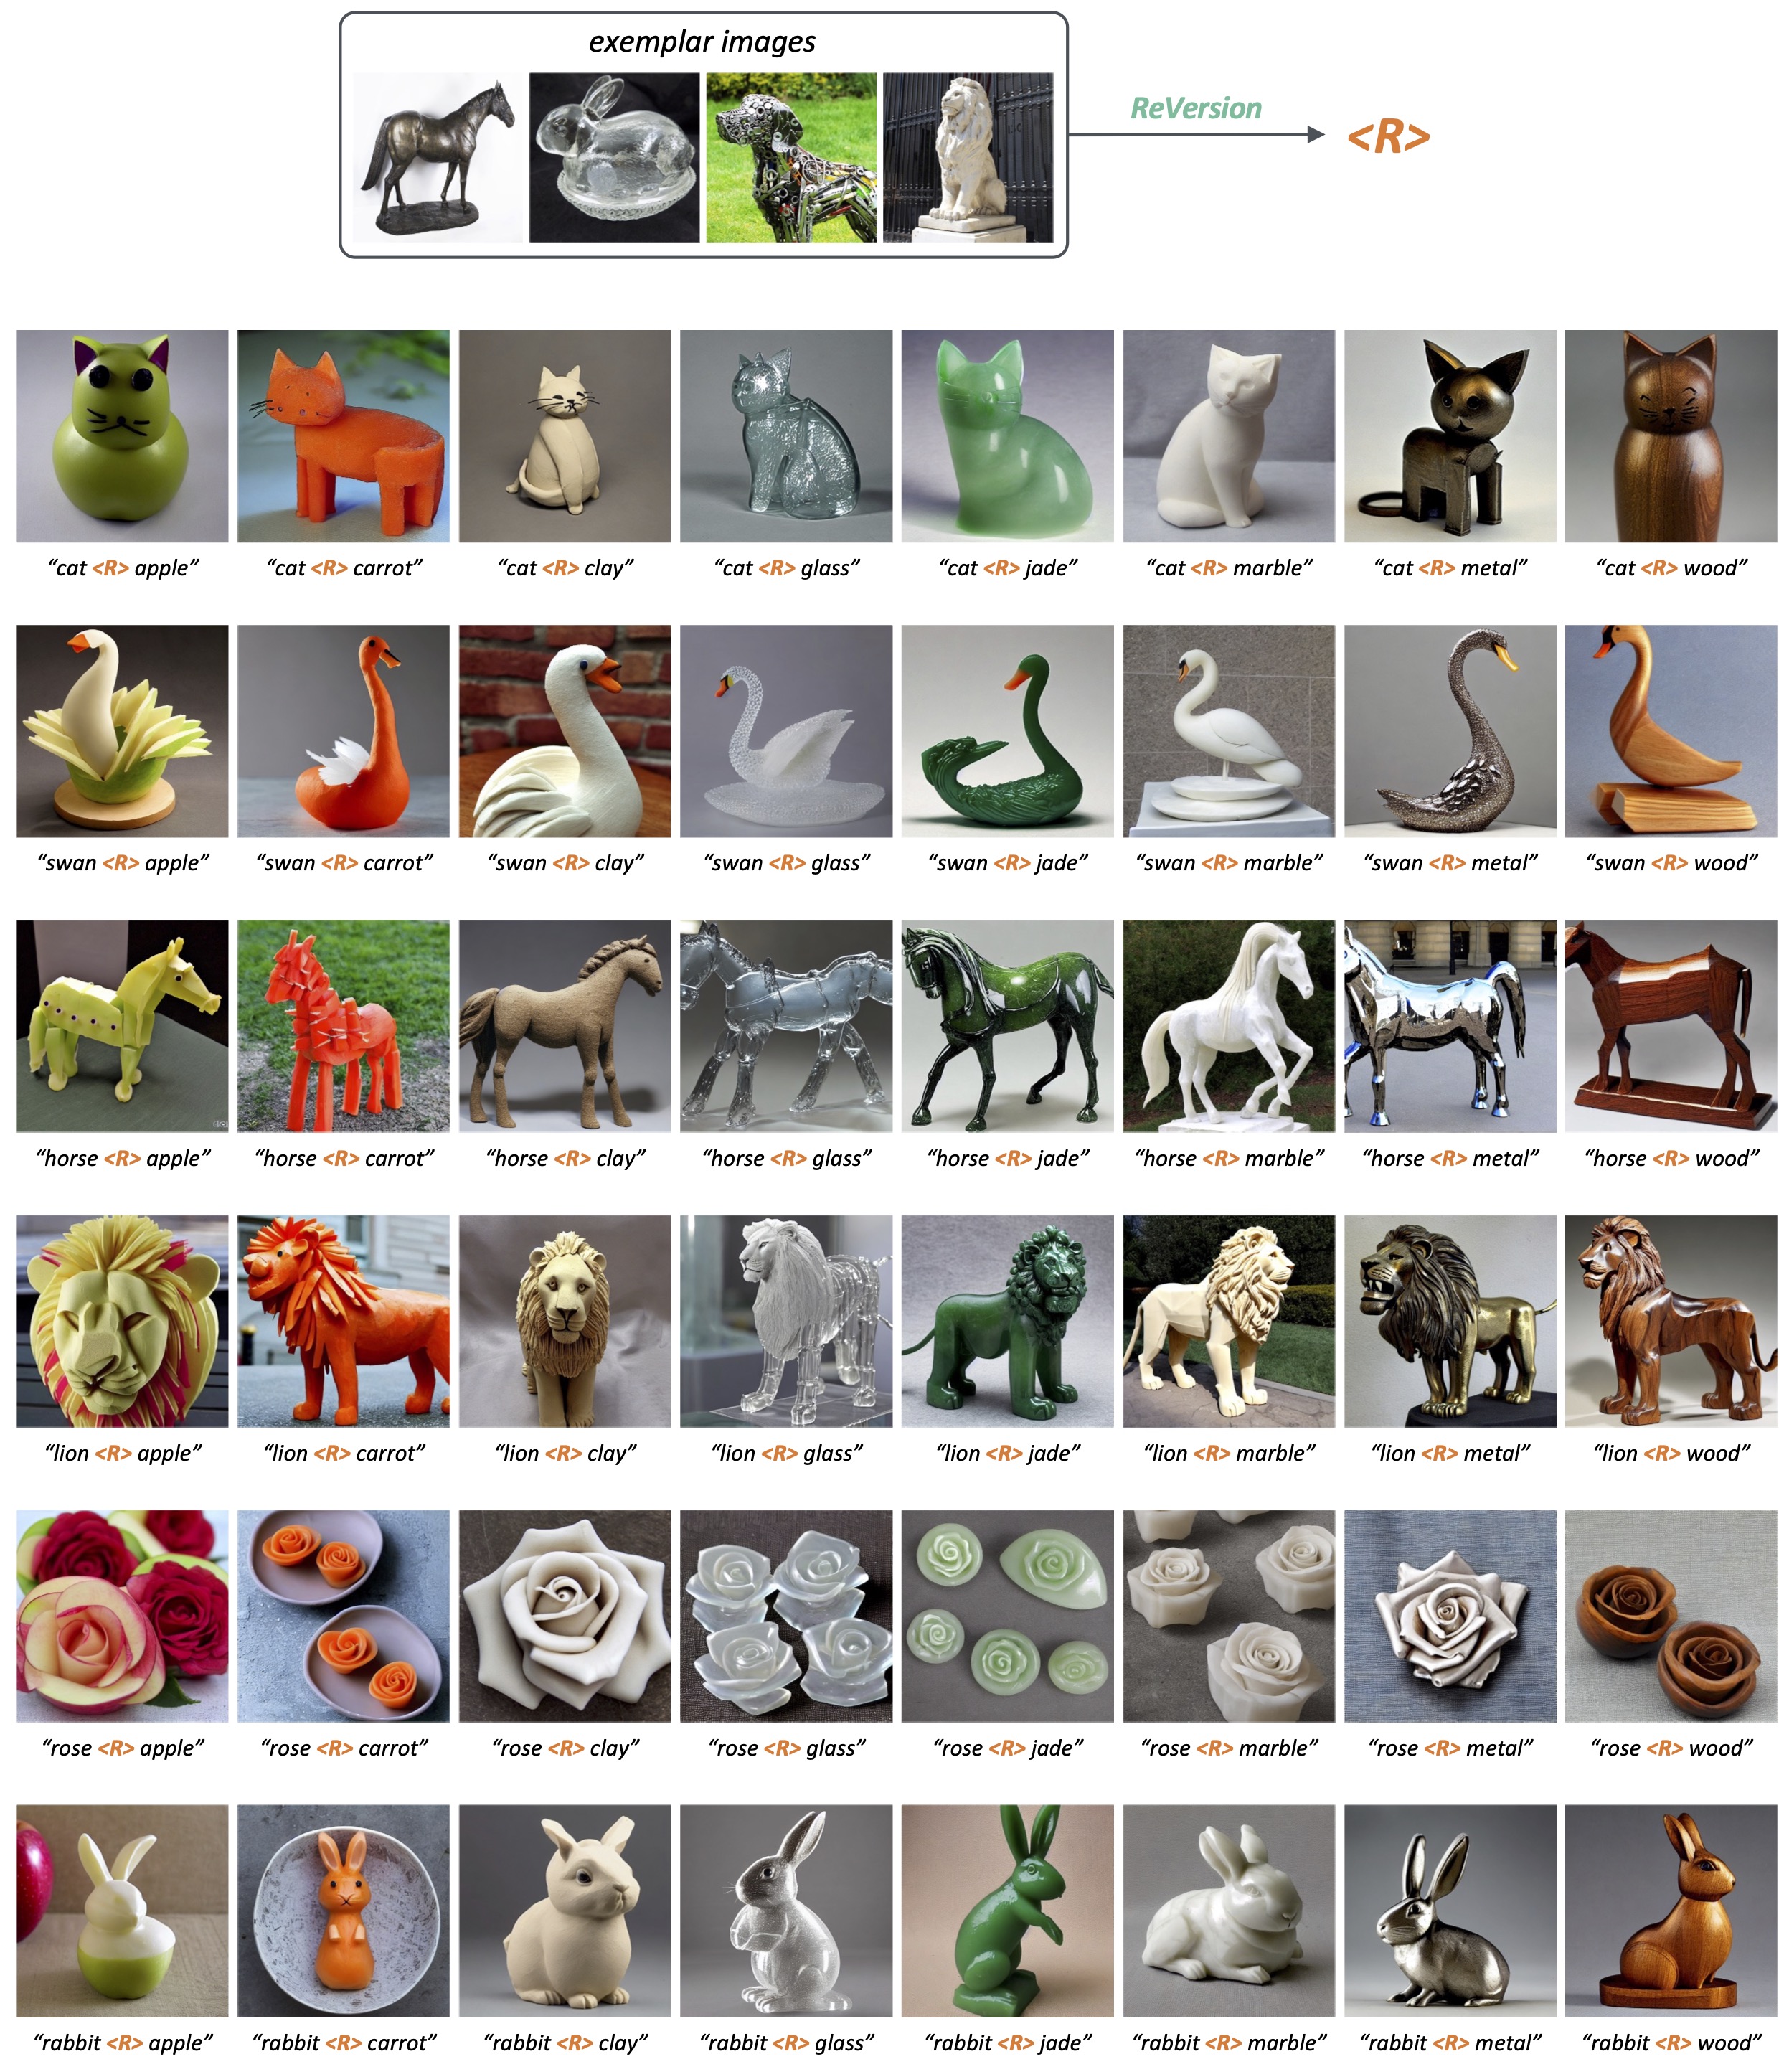 exemplar images
ReVersion
<R>
“cat <R> apple”
“cat <R> carrot”
“cat <R> clay”
“cat <R> glass”
“cat <R> jade”
“cat <R> marble”
“cat <R> metal”
“cat <R> wood”
“swan <R> apple”
“swan <R> carrot”
“swan <R> clay”
“swan <R> glass”
“swan <R> jade”
“swan <R> marble”
“swan <R> metal”
“swan <R> wood”
“horse <R> apple”
“horse <R> carrot”
“horse <R> clay”
“horse <R> glass”
“horse <R> jade”
“horse <R> marble”
“horse <R> metal”
“horse <R> wood”
“lion <R> apple”
“lion <R> carrot”
“lion <R> clay”
“lion <R> glass”
“lion <R> jade”
“lion <R> marble”
“lion <R> metal”
“lion <R> wood”
“rose <R> apple”
“rose <R> carrot”
“rose <R> clay”
“rose <R> glass”
“rose <R> jade”
“rose <R> marble”
“rose <R> metal”
“rose <R> wood”
“rabbit <R> apple”
“rabbit <R> carrot”
“rabbit <R> clay”
“rabbit <R> glass”
“rabbit <R> jade”
“rabbit <R> marble”
“rabbit <R> metal”
“rabbit <R> wood”